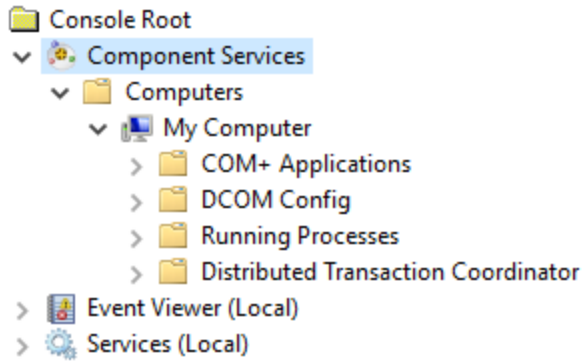 Console Root
Component Services
Computers
My Computer
COM+ Applications
DCOM Config
Running Processes
Distributed Transaction Coordinator
Event Viewer (Local)
Services (Local)